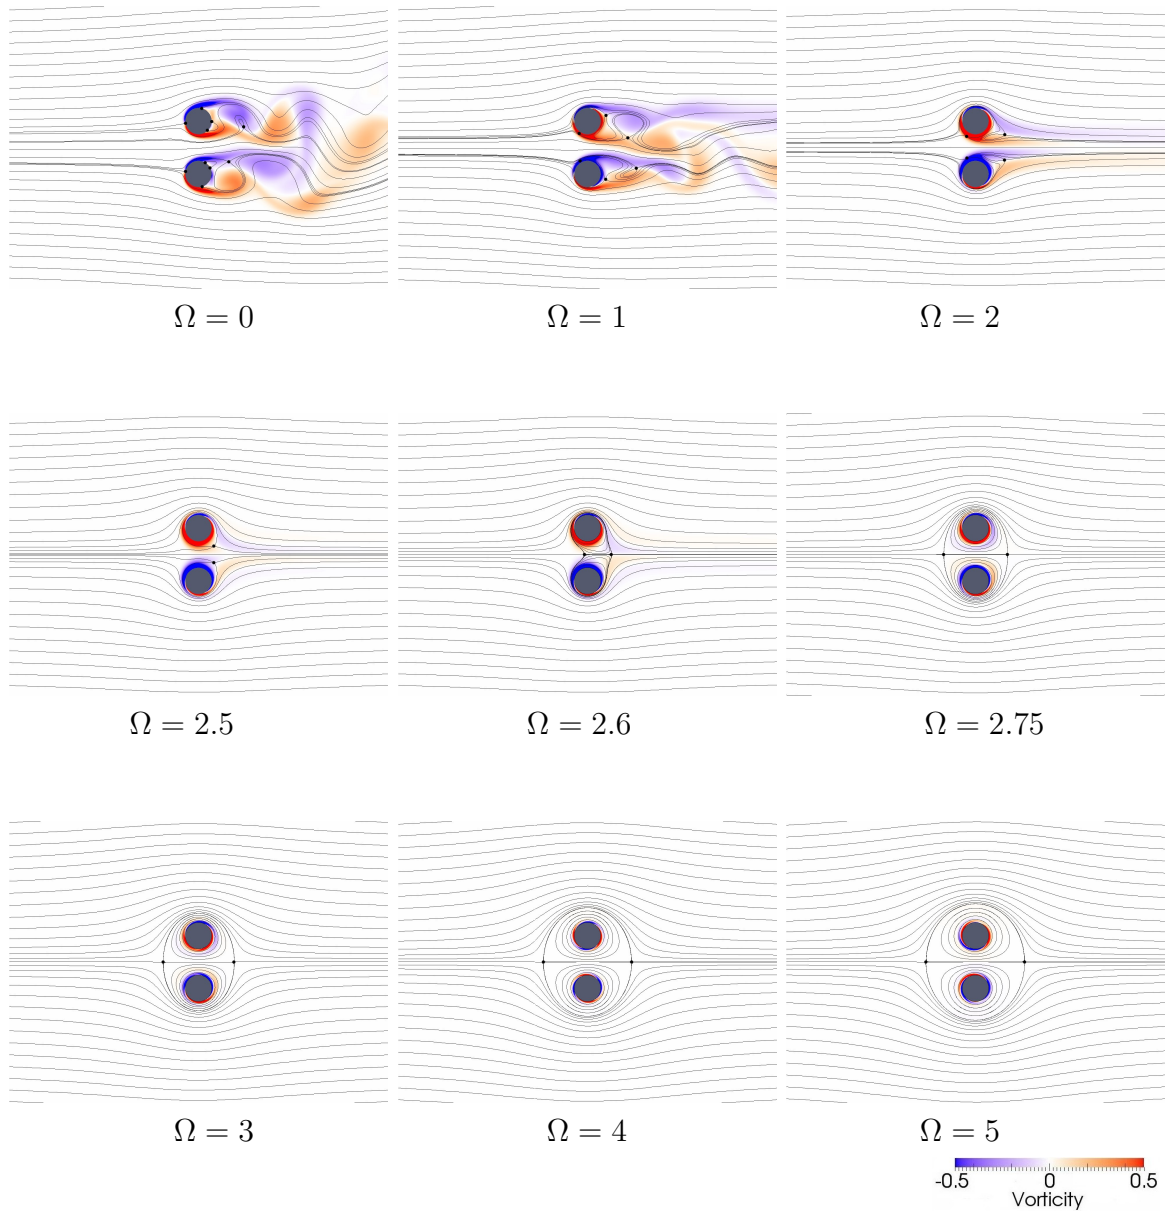 Ω = 0
Ω = 1
Ω = 2
Ω = 2.5
Ω = 2.6
Ω = 2.75
Ω = 3
Ω = 4
Ω = 5
-0.5 0 0.5
Vorticity